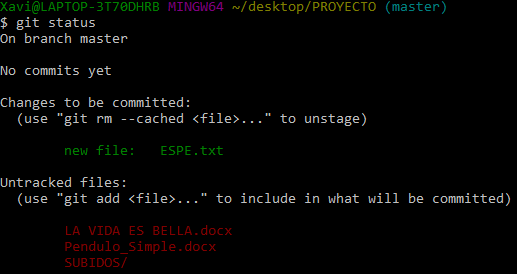 Xavi@LAPTOP-3T70DHRB MINGW64 ~/desktop/PROYECTO (master)
$ git status
On branch master
No commits yet
Changes to be committed:
(use "git rm --cached <file>..." to unstage)
new file: ESPE.txt
Untracked files:
(use "git add <file>..." to include in what will be committed)
LA VIDA ES BELLA.docx
Pendulo_Simple.docx
SUBIDOS/